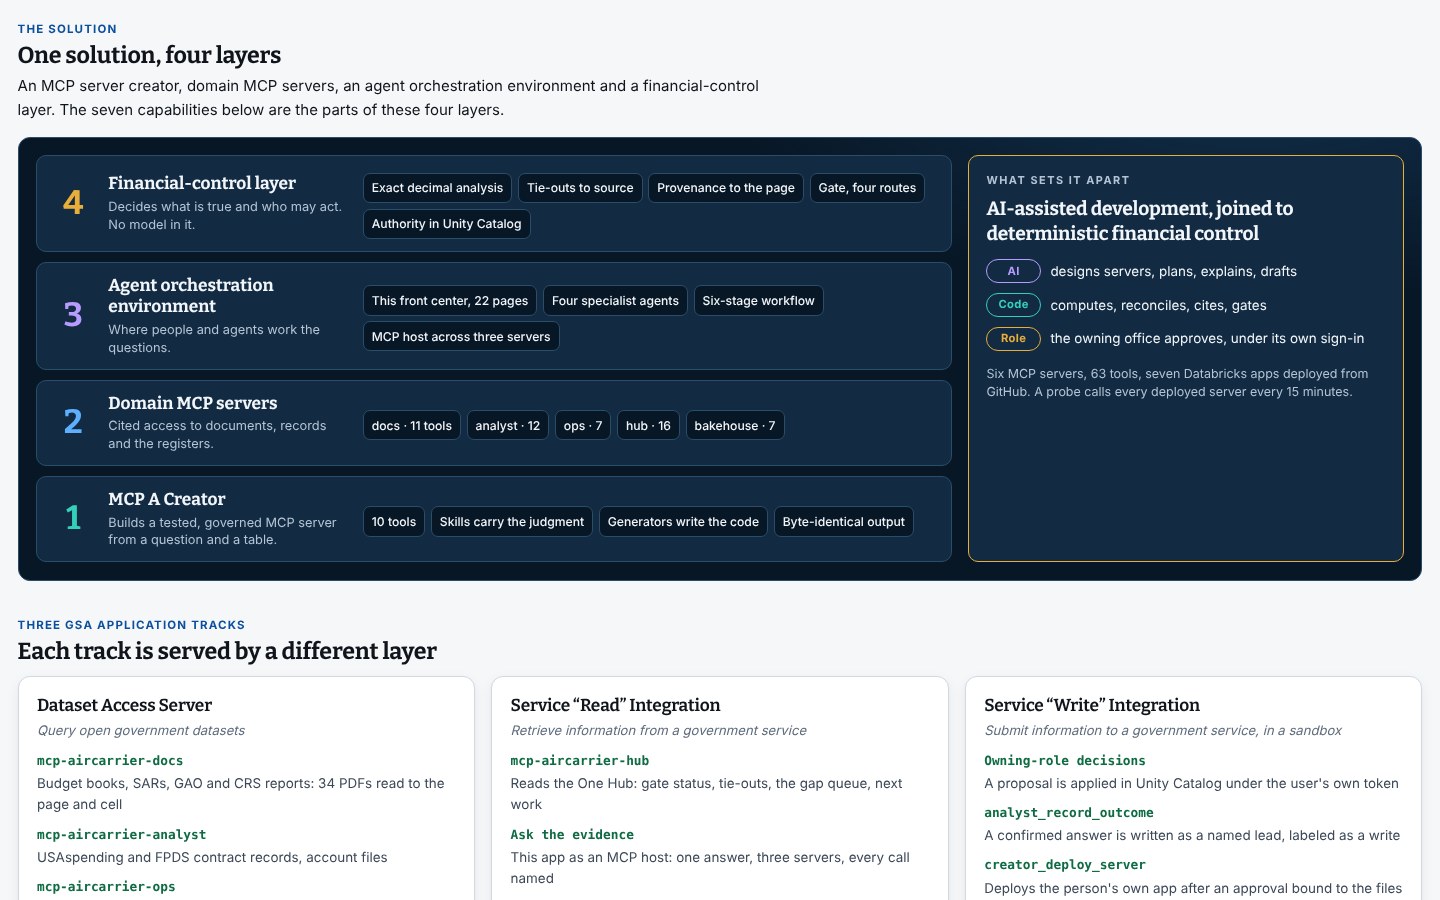 THE SOLUTION
One solution, four layers
An MCP server creator, domain MCP servers, an agent orchestration environment and a financial-control
layer. The seven capabilities below are the parts of these four layers.
4
Financial-control layer
Decides what is true and who may act.
No model in it.
Exact decimal analysis
Tie-outs to source
Provenance to the page
Gate, four routes
Authority in Unity Catalog
3
Agent orchestration
environment
Where people and agents work the
questions.
This front center, 22 pages
Four specialist agents
Six-stage workflow
MCP host across three servers
2
Domain MCP servers
Cited access to documents, records
and the registers.
docs · 11 tools
analyst · 12
ops · 7
hub · 16
bakehouse · 7
1
MCP A Creator
Builds a tested, governed MCP server
from a question and a table.
10 tools
Skills carry the judgment
Generators write the code
Byte-identical output
WHAT SETS IT APART
AI-assisted development, joined to
deterministic financial control
AI designs servers, plans, explains, drafts
Code computes, reconciles, cites, gates
Role the owning office approves, under its own sign-in
Six MCP servers, 63 tools, seven Databricks apps deployed from
GitHub. A probe calls every deployed server every 15 minutes.
THREE GSA APPLICATION TRACKS
Each track is served by a different layer
Dataset Access Server
Query open government datasets
mcp-aircarrier-docs
Budget books, SARs, GAO and CRS reports: 34 PDFs read to the
page and cell
mcp-aircarrier-analyst
USAspending and FPDS contract records, account files
mcp-aircarrier-ops
Service “Read” Integration
Retrieve information from a government service
mcp-aircarrier-hub
Reads the One Hub: gate status, tie-outs, the gap queue, next
work
Ask the evidence
This app as an MCP host: one answer, three servers, every call
named
Service “Write” Integration
Submit information to a government service, in a sandbox
Owning-role decisions
A proposal is applied in Unity Catalog under the user's own token
analyst_record_outcome
A confirmed answer is written as a named lead, labeled as a write
creator_deploy_server
Deploys the person's own app after an approval bound to the files